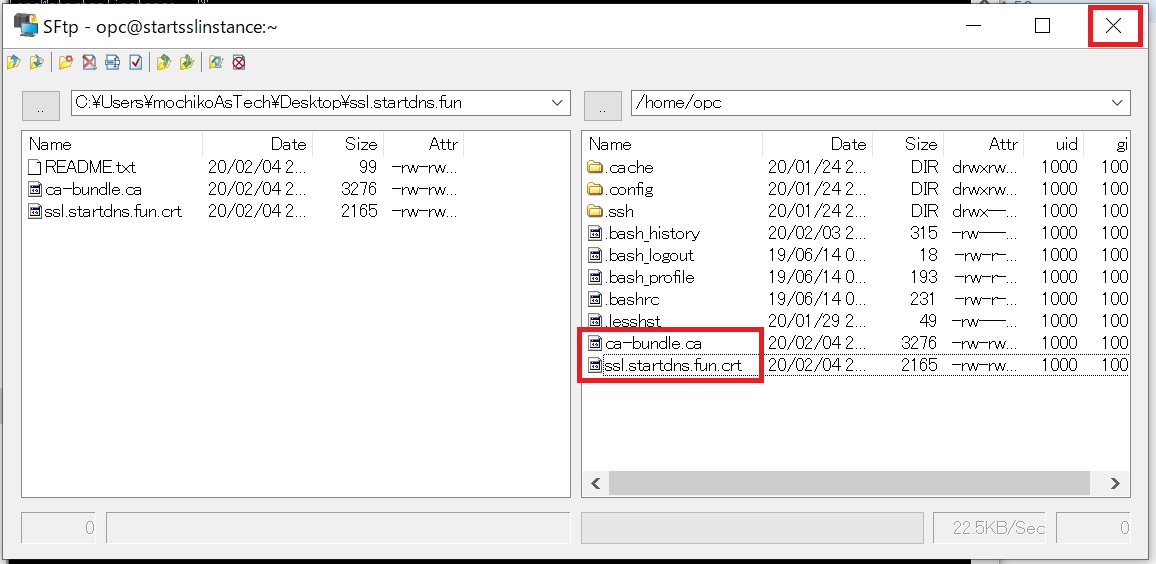 SFtp - opc@startsslinstance:~
.. C:¥Users¥mochikoAsTech¥Desktop¥ssl.startdns.fun .. /home/opc
Name Date Size Attr Name Date Size Attr uid gi
README.txt 20/02/04 2... 99 -rw-rw... .cache 20/01/24 2... DIR drwxrw... 1000 100
ca-bundle.ca 20/02/04 2... 3276 -rw-rw... .config 20/01/24 2... DIR drwxrw... 1000 100
ssl.startdns.fun.crt 20/02/04 2... 2165 -rw-rw... .ssh 20/01/24 2... DIR drwx--... 1000 100
.bash_history 20/02/03 2... 315 -rw---... 1000 100
.bash_logout 19/06/14 0... 18 -rw-r-... 1000 100
.bash_profile 19/06/14 0... 193 -rw-r-... 1000 100
.bashrc 19/06/14 0... 231 -rw-r-... 1000 100
.lesshst 20/01/29 2... 49 -rw---... 1000 100
ca-bundle.ca 20/02/04 2... 3276 -rw-rw... 1000 100
ssl.startdns.fun.crt 20/02/04 2... 2165 -rw-rw... 1000 100
0 22.5KB/Sec 0